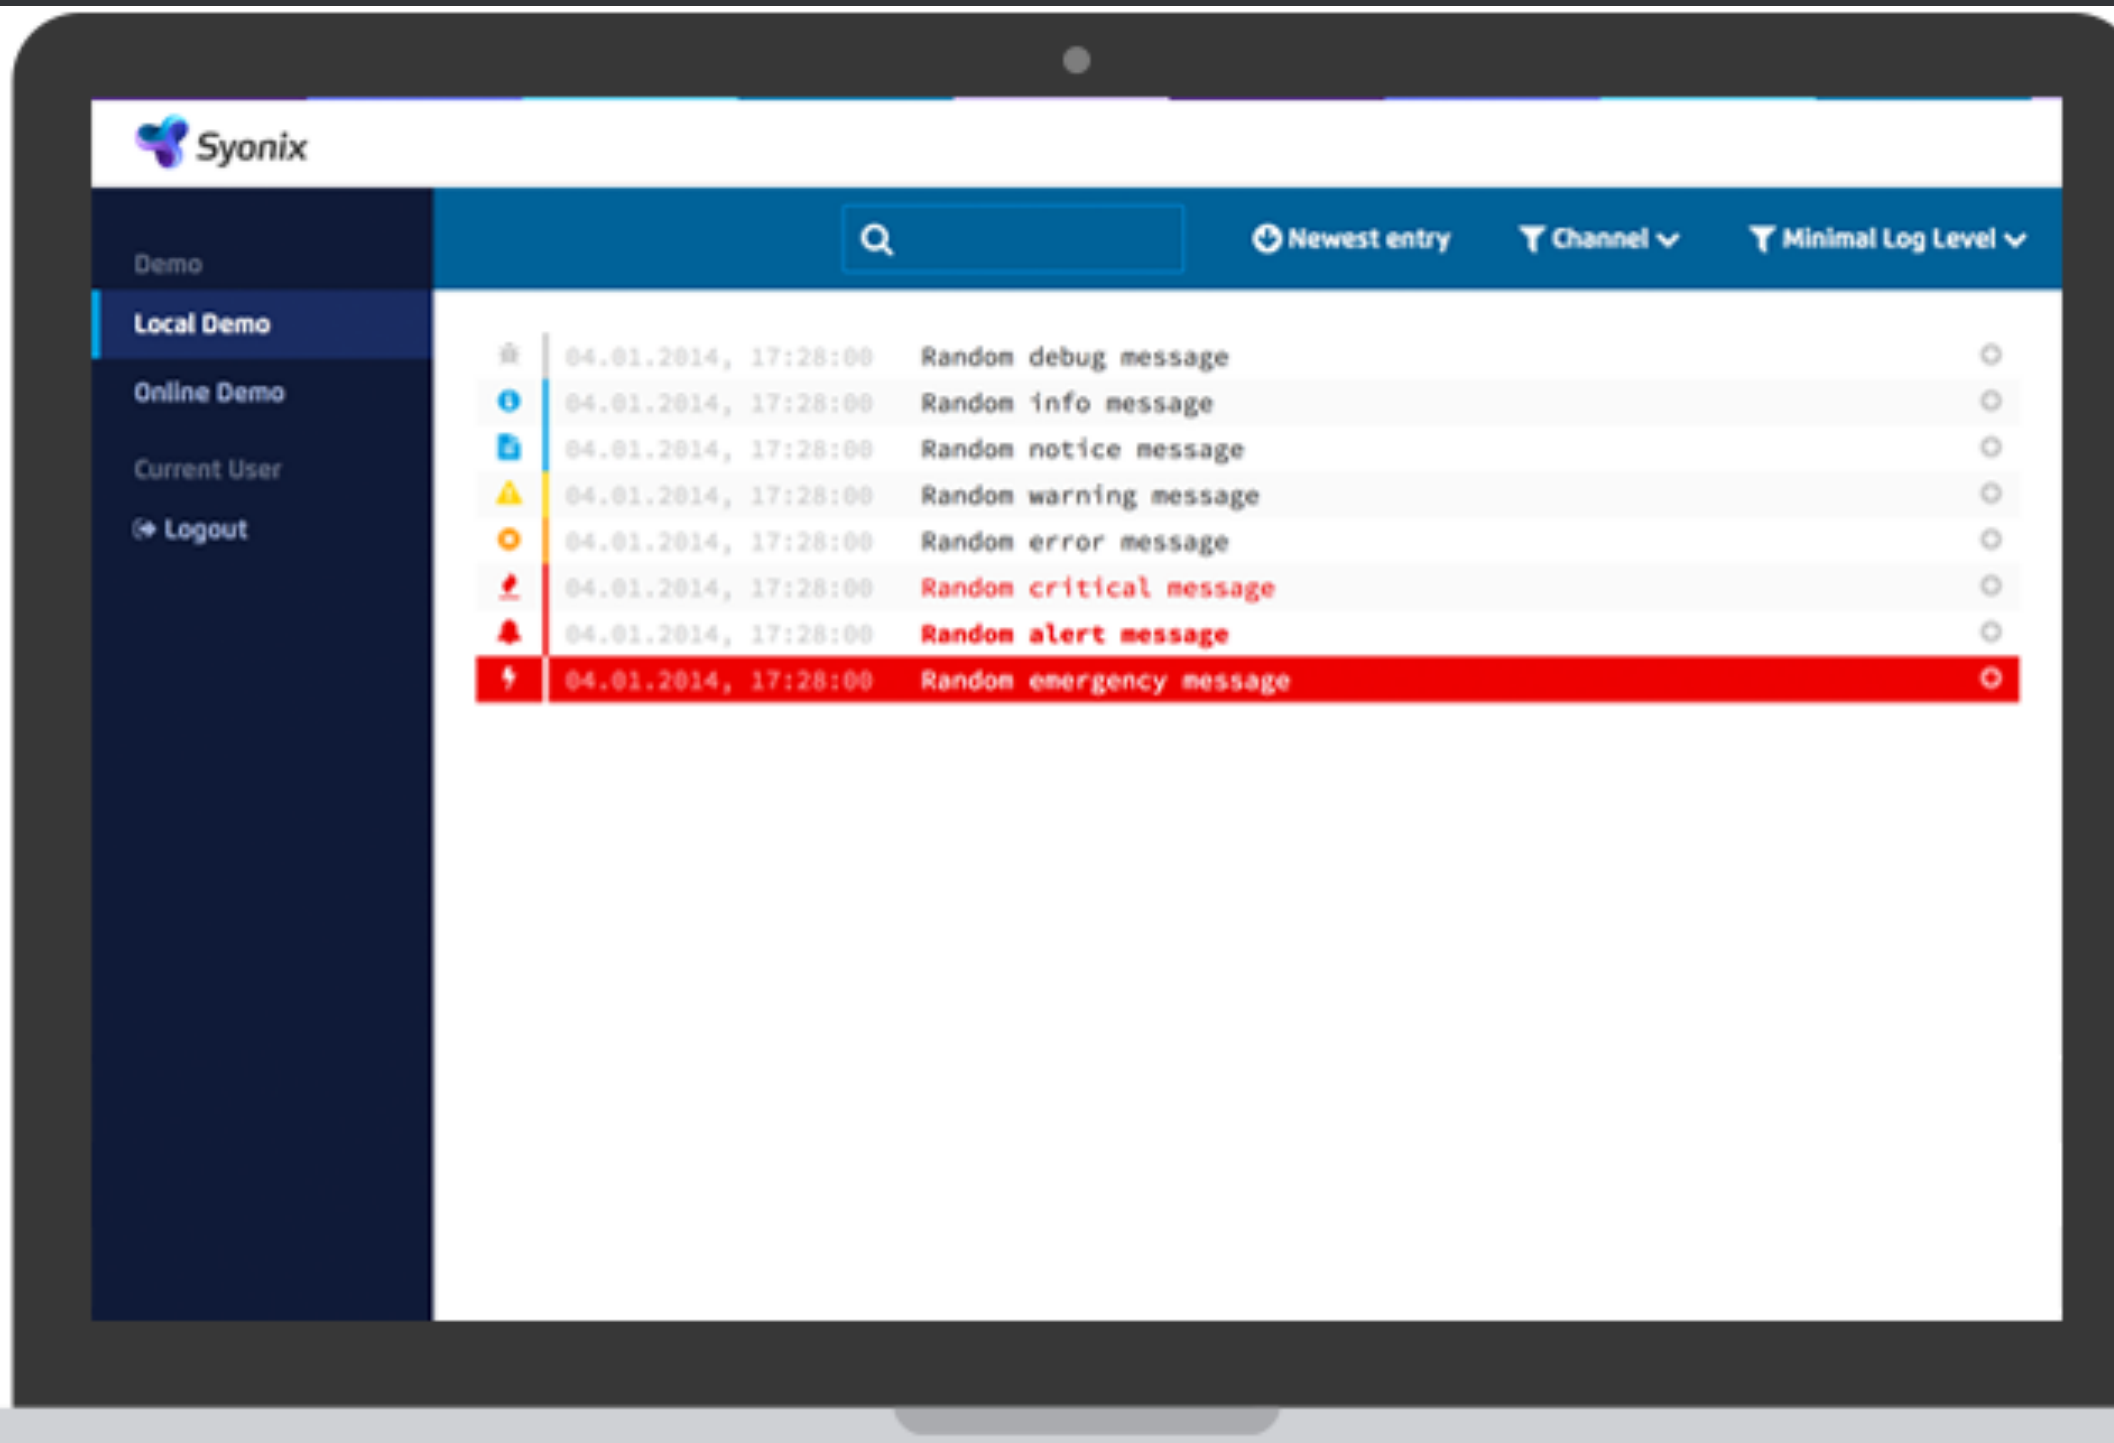 Syonix
Demo
Local Demo
Online Demo
Current User
Logout
Newest entry
Channel
Minimal Log Level
04.01.2014, 17:28:00 Random debug message
04.01.2014, 17:28:00 Random info message
04.01.2014, 17:28:00 Random notice message
04.01.2014, 17:28:00 Random warning message
04.01.2014, 17:28:00 Random error message
04.01.2014, 17:28:00 Random critical message
04.01.2014, 17:28:00 Random alert message
04.01.2014, 17:28:00 Random emergency message